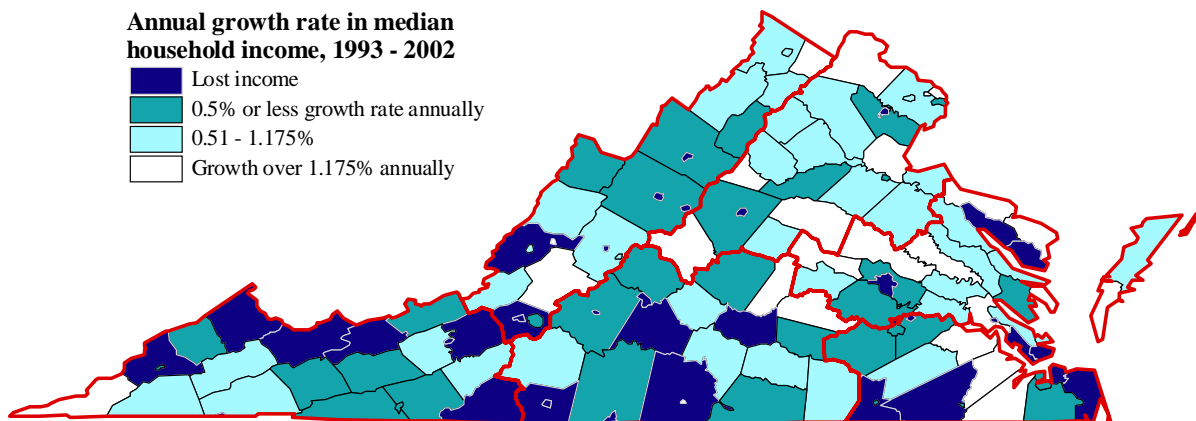 Annual growth rate in median
household income, 1993 - 2002
Lost income
0.5% or less growth rate annually
0.51 - 1.175%
Growth over 1.175% annually